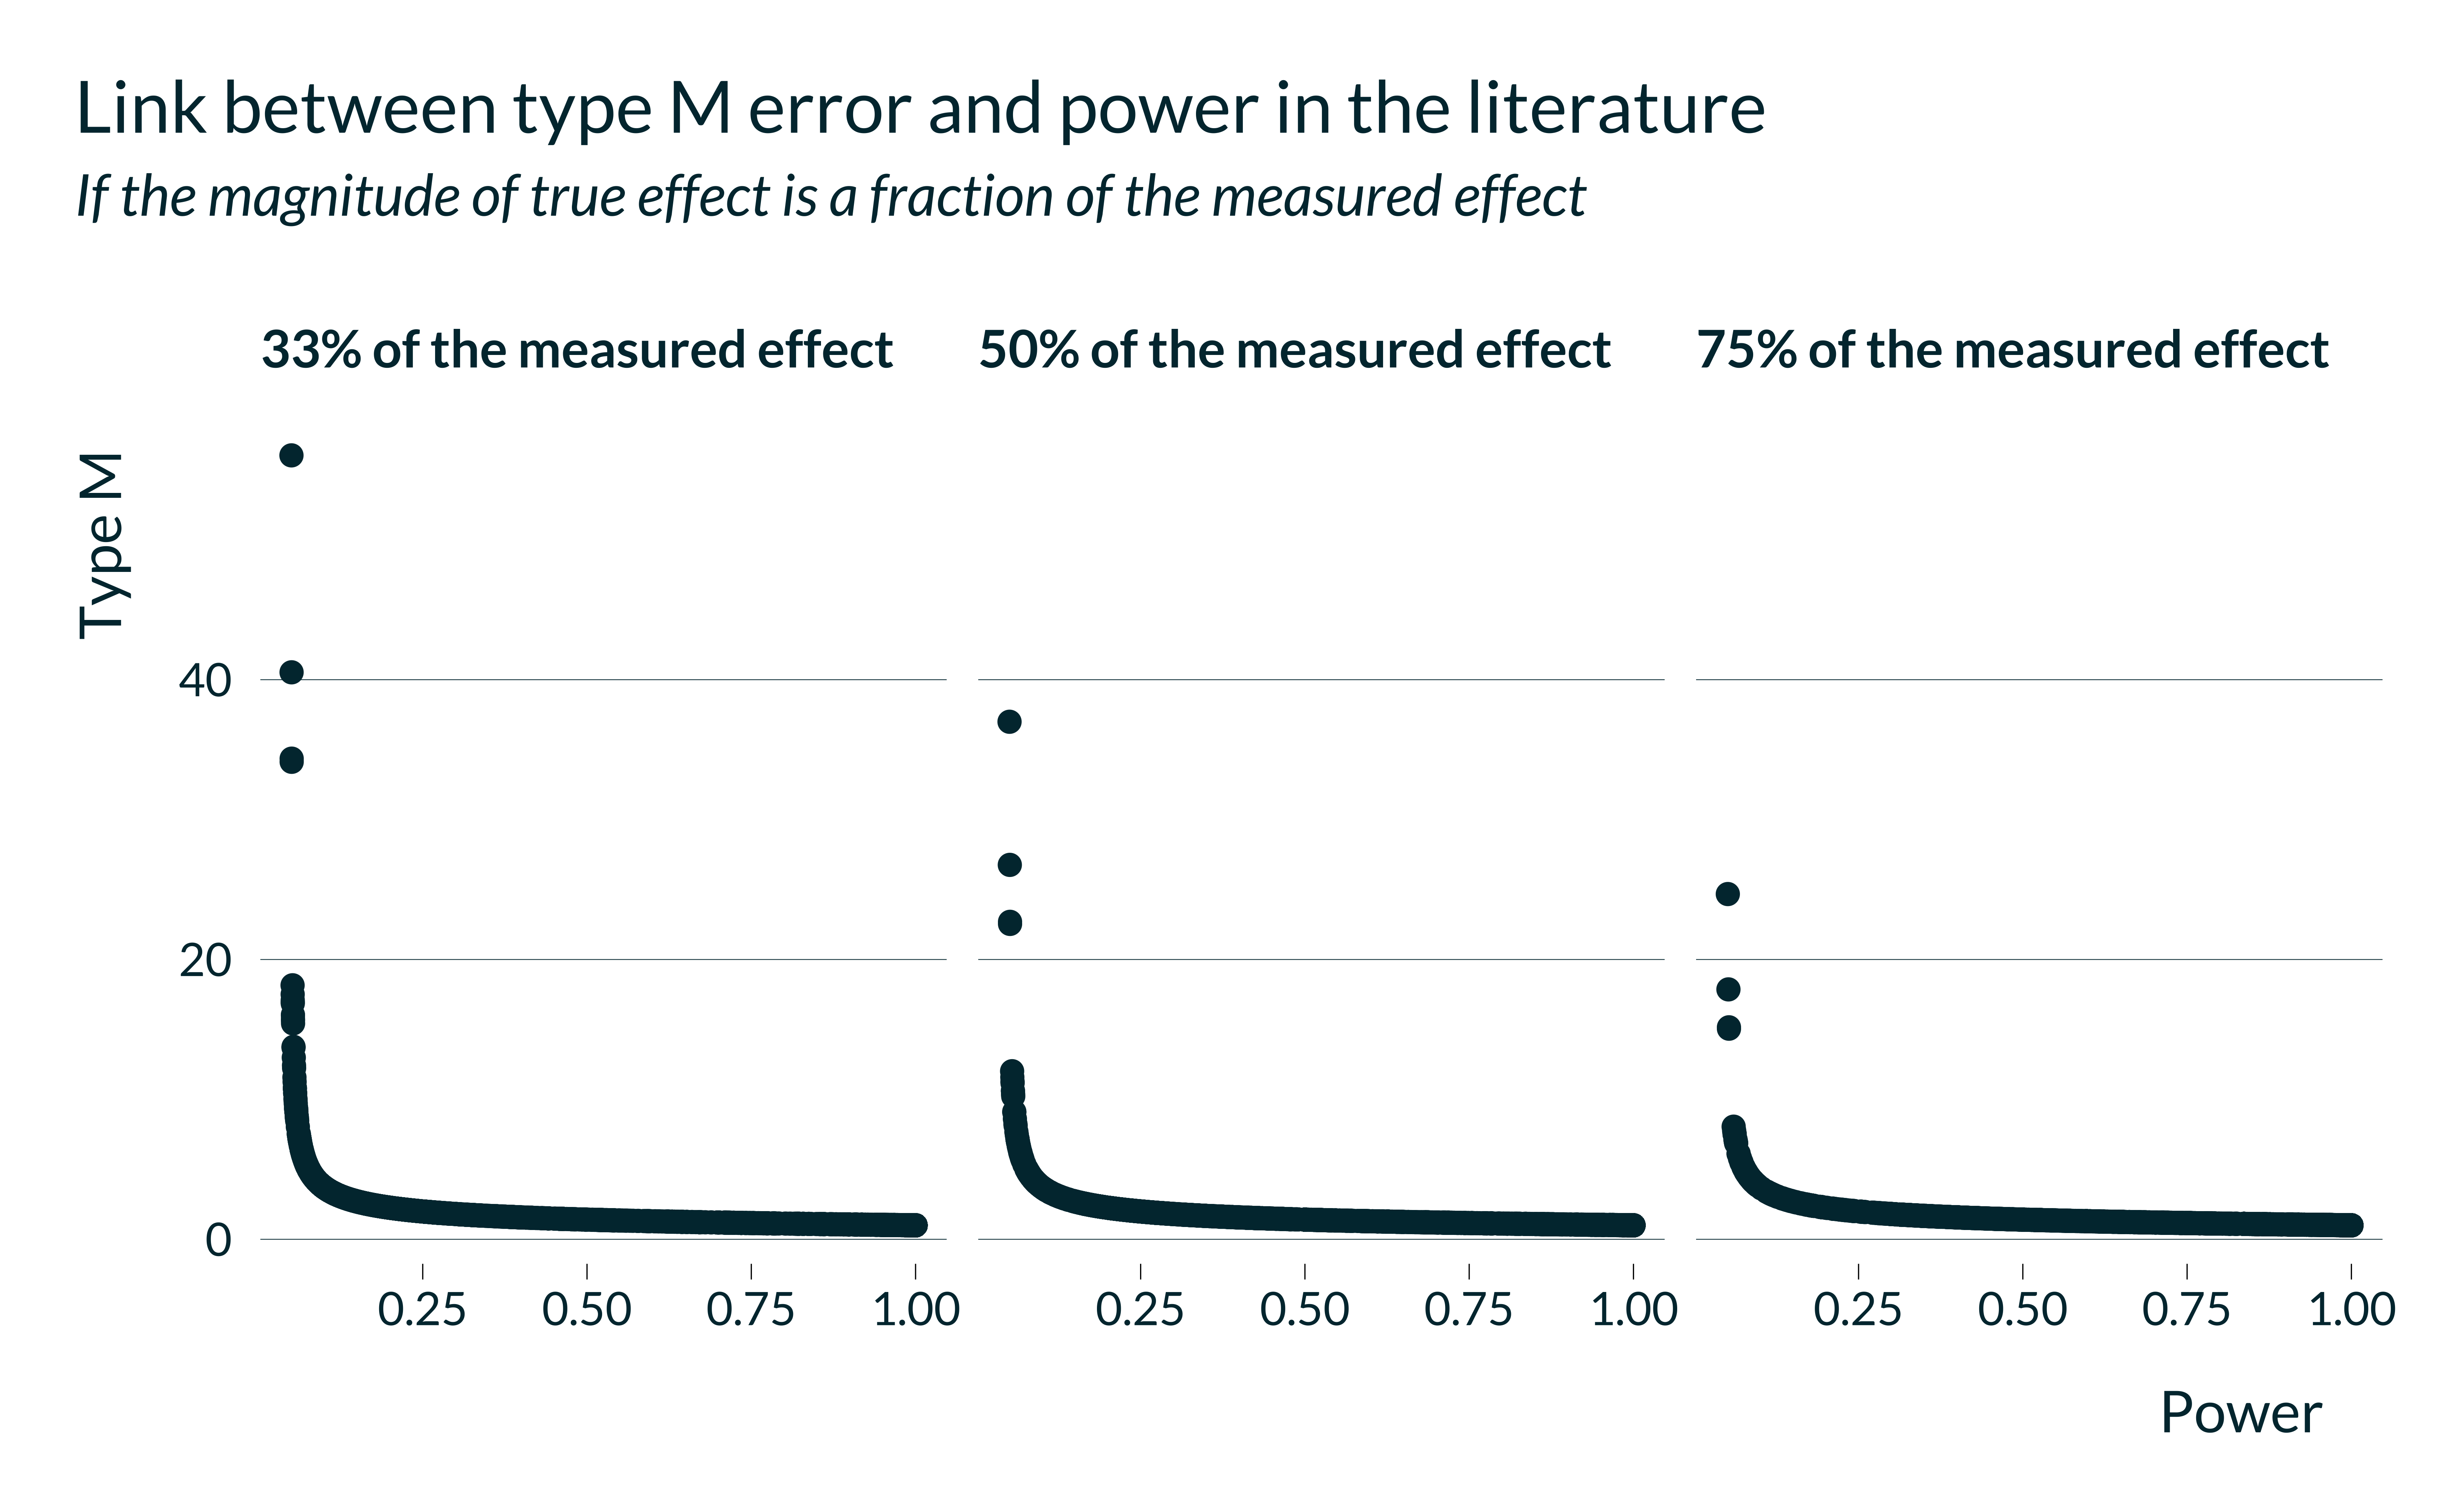 Link between type M error and power in the literature
If the magnitude of true effect is a fraction of the measured effect
33% of the measured effect
50% of the measured effect
75% of the measured effect
Type M
40
20
0
0.25 0.50 0.75 1.00
0.25 0.50 0.75 1.00
0.25 0.50 0.75 1.00
Power